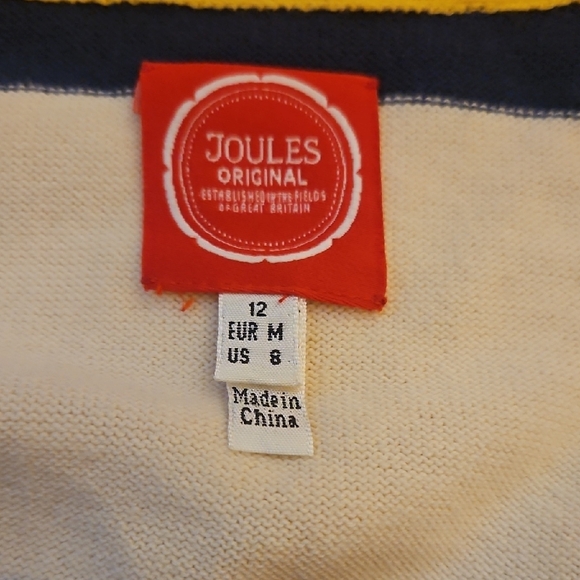 JOULES
ORIGINAL
ESTABLISHED IN THE FIELDS
OF GREAT BRITAIN
12
EUR M
US 8
Made in
China